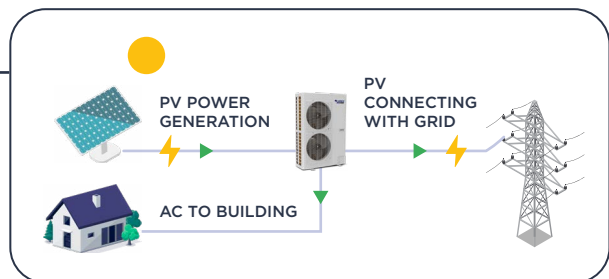 PV POWER
GENERATION
PV
CONNECTING
WITH GRID
AC TO BUILDING